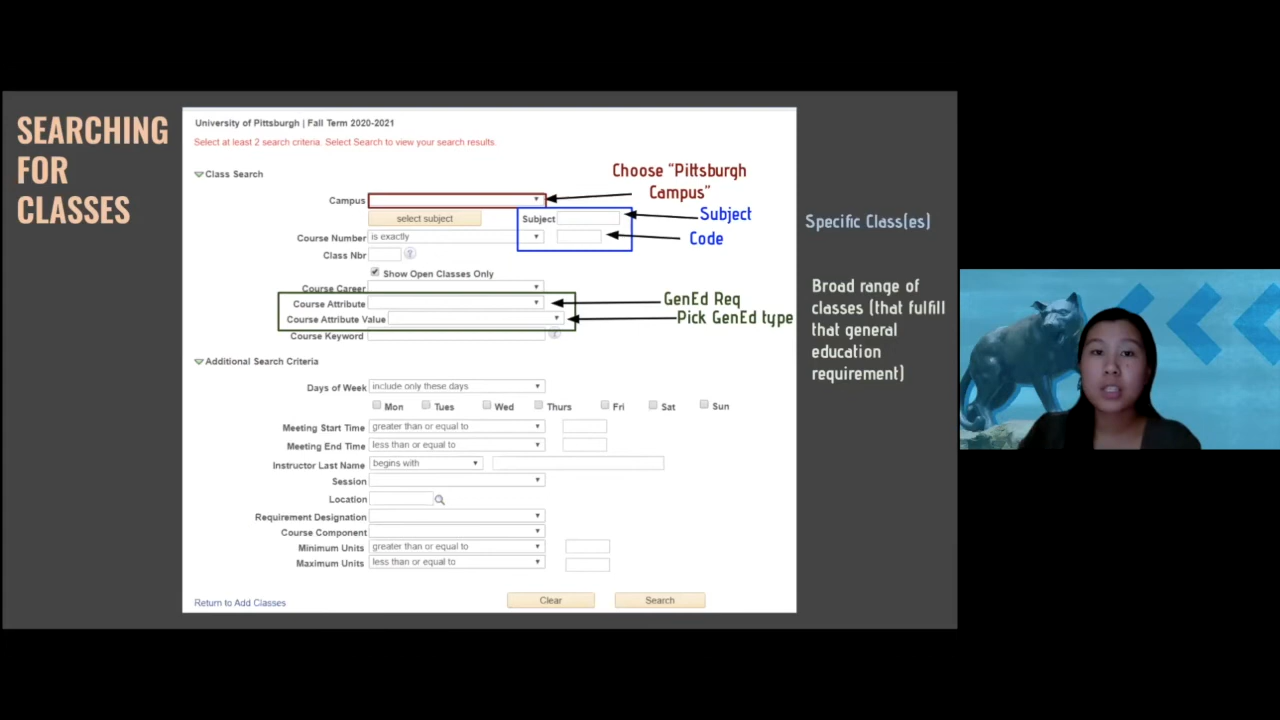 SEARCHING
FOR
CLASSES
University of Pittsburgh | Fall Term 2020-2021
Select at least 2 search criteria. Select Search to view your search results.
Class Search
Campus
Choose "Pittsburgh
Campus"
select subject
Subject
Subject
Course Number is exactly
Code
Class Nbr
Show Open Classes Only
Course Career
Course Attribute
GenEd Req
Course Attribute Value
Pick GenEd type
Course Keyword
Additional Search Criteria
Days of Week include only these days
Mon Tues Wed Thurs Fri Sat Sun
Meeting Start Time greater than or equal to
Meeting End Time less than or equal to
Instructor Last Name begins with
Session
Location
Requirement Designation
Course Component
Minimum Units greater than or equal to
Maximum Units less than or equal to
Return to Add Classes
Clear
Search
Specific Class(es)
Broad range of
classes (that fulfill
that general
education
requirement)